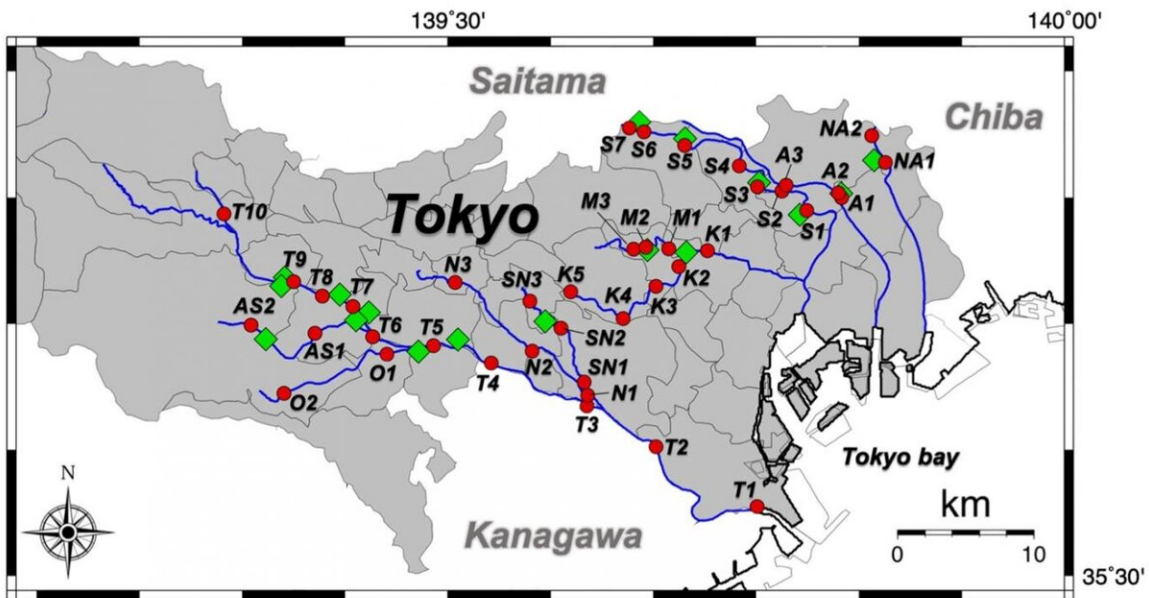 139°30'
140°00'
Saitama
Chiba
NA2
S7
S6
S5
S4
A3
NA1
A2
S3
A1
M3
Tokyo
T10
M2
M1
S2
S1
K1
N3
SN3
K5
K2
T9
T8
T7
K4
K3
AS2
T6
T5
SN2
AS1
O1
N2
SN1
T4
N1
O2
T3
T2
Tokyo bay
N
T1
km
Kanagawa
0
10
35°30'